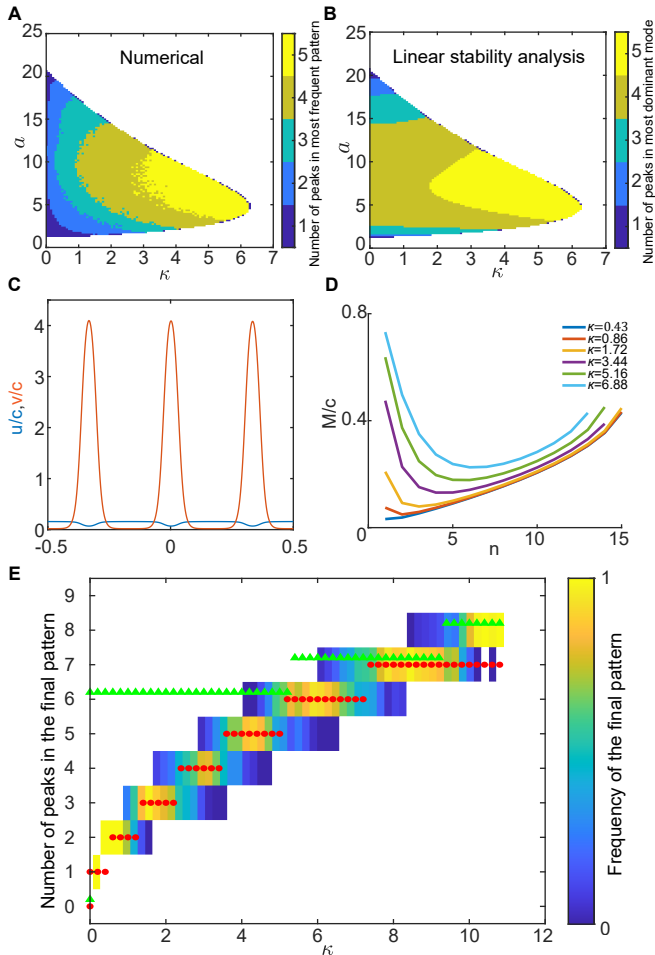 A
B
Numerical
Linear stability analysis
25
20
15
10
5
0
a
0 1 2 3 4 5 6 7
κ
5
4
3
2
1
Number of peaks in most frequent pattern
25
20
15
10
5
0
a
0 1 2 3 4 5 6 7
κ
5
4
3
2
1
Number of peaks in most dominant mode
C
4
3
2
1
0
u/c,v/c
-0.5 0 0.5
D
0.8
0.4
0
M/c
5 10 15
n
κ=0.43
κ=0.86
κ=1.72
κ=3.44
κ=5.16
κ=6.88
E
9
8
7
6
5
4
3
2
1
0
Number of peaks in the final pattern
0 2 4 6 8 10 12
κ
1
0
Frequency of the final pattern